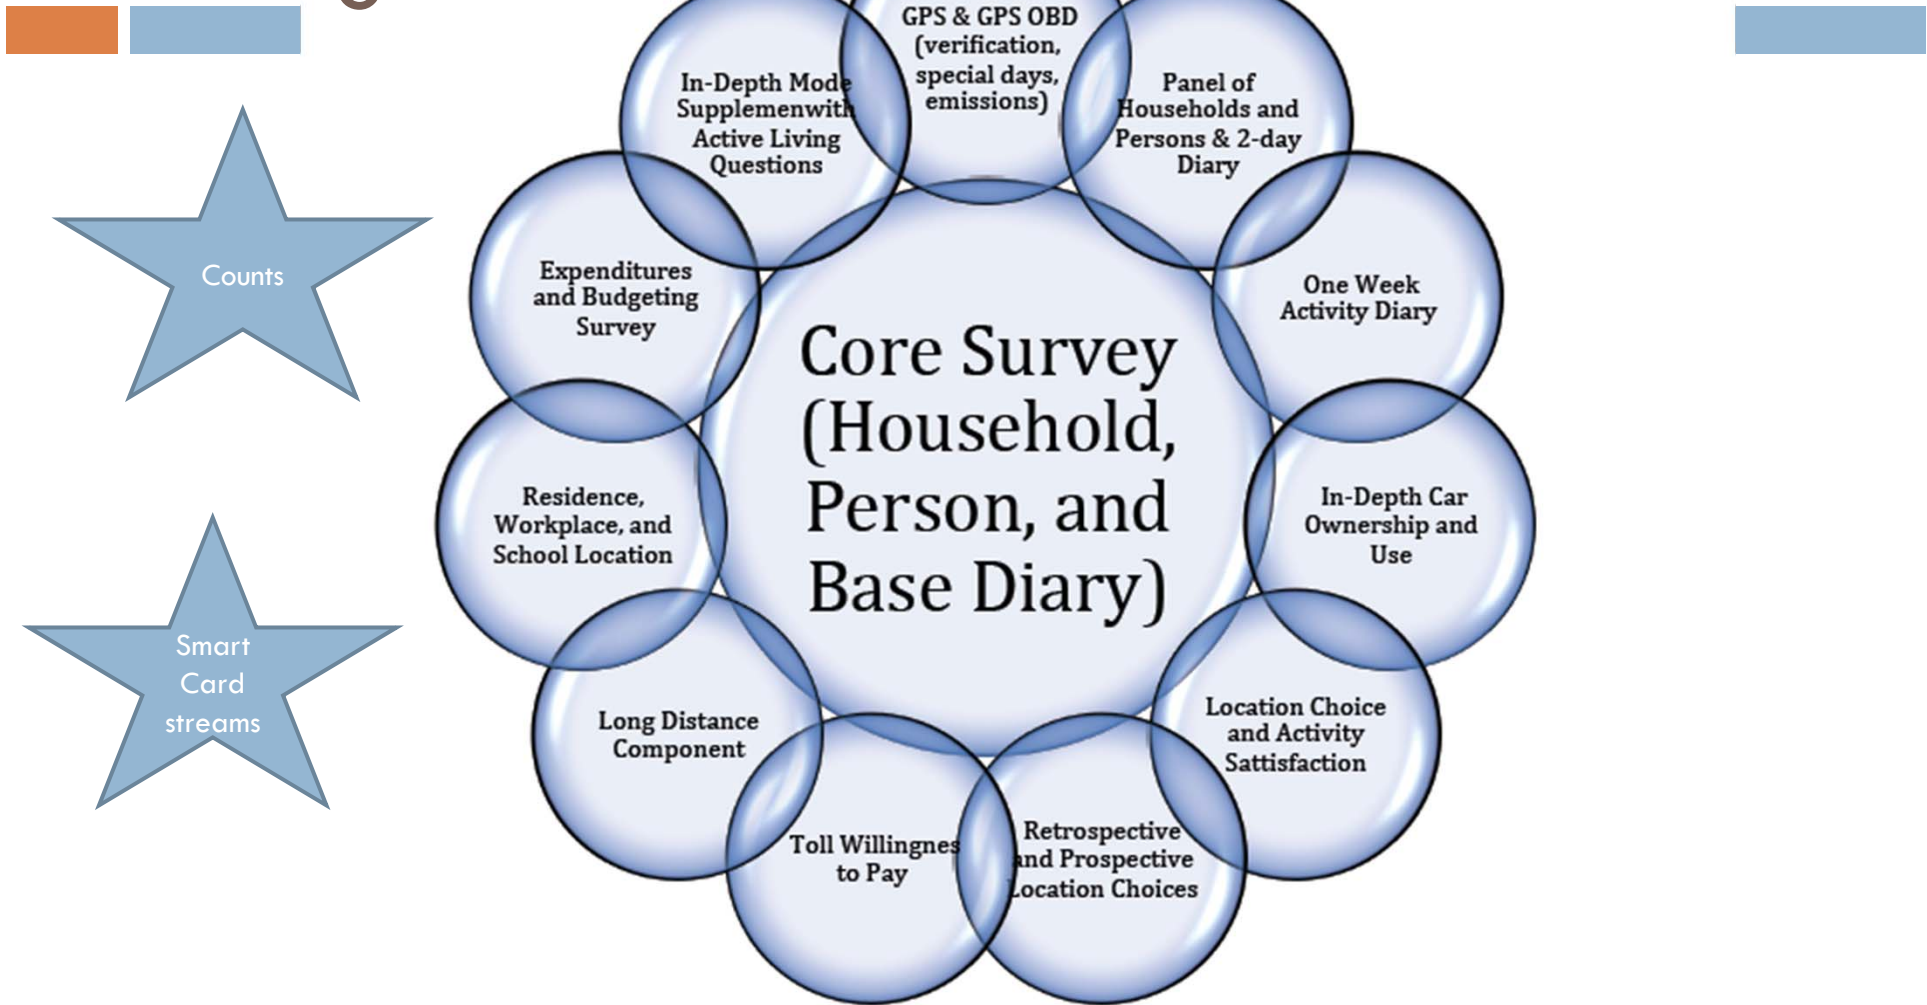 GPS & GPS OBD
(verification,
special days,
emissions)
In-Depth Mode
Supplemenwith
Active Living
Questions
Panel of
Households and
Persons & 2-day
Diary
Counts
Expenditures
and Budgeting
Survey
One Week
Activity Diary
Core Survey
(Household,
Person, and
Base Diary)
Residence,
Workplace, and
School Location
In-Depth Car
Ownership and
Use
Smart
Card
streams
Long Distance
Component
Location Choice
and Activity
Sattisfaction
Toll Willingnes
to Pay
Retrospective
and Prospective
Location Choices